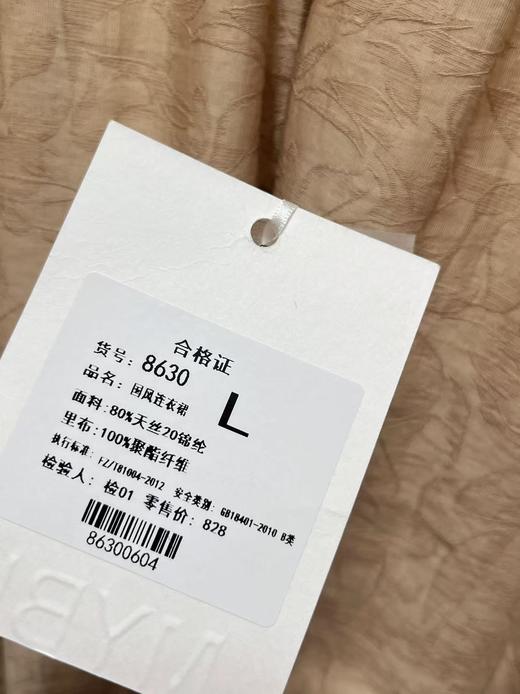 合格证
货号: 8630
品名: 国风连衣裙
L
面料: 80%天丝20锦纶
里布: 100%聚酯纤维
执行标准: FZ/T81004-2012 安全类别: GB18401-2010 B类
检验人: 检01 零售价: 828
86300604